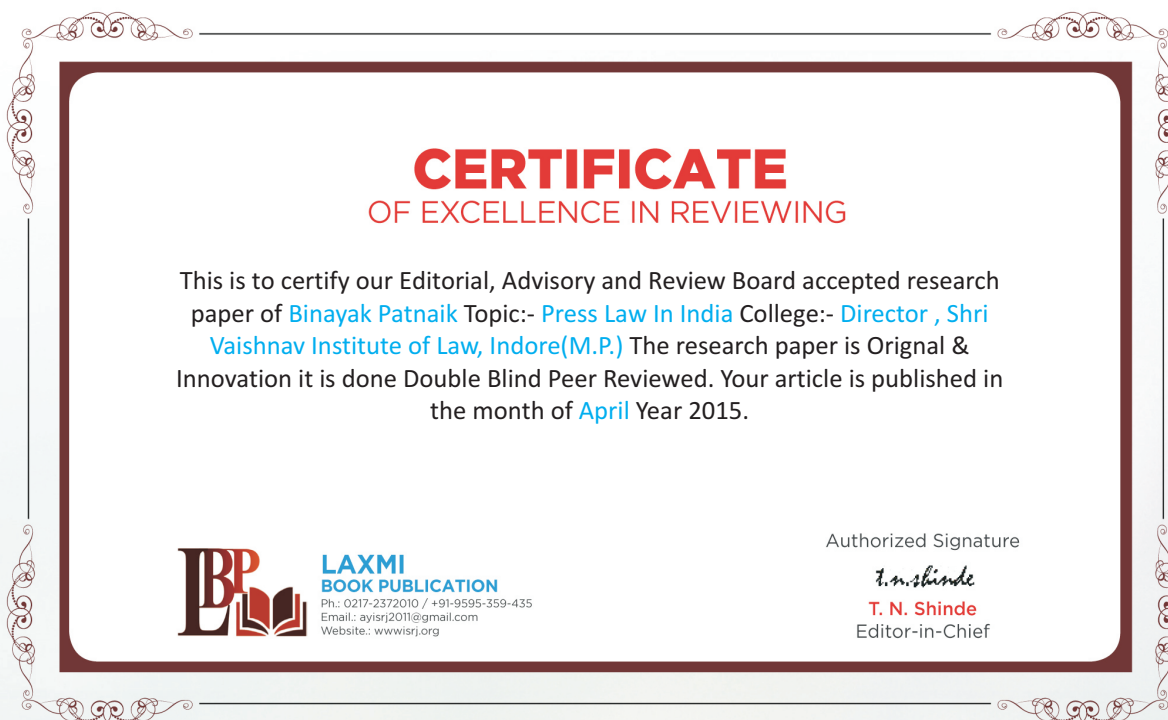 CERTIFICATE
OF EXCELLENCE IN REVIEWING
This is to certify our Editorial, Advisory and Review Board accepted research
paper of Binayak Patnaik Topic:- Press Law In India College:- Director , Shri
Vaishnav Institute of Law, Indore(M.P.) The research paper is Orignal &
Innovation it is done Double Blind Peer Reviewed. Your article is published in
the month of April Year 2015.
LBP
LAXMI
BOOK PUBLICATION
Ph.: 0217-2372010 / +91-9595-359-435
Email.: ayisrj2011@gmail.com
Website.: wwwisrj.org
Authorized Signature
t.n.shinde
T. N. Shinde
Editor-in-Chief